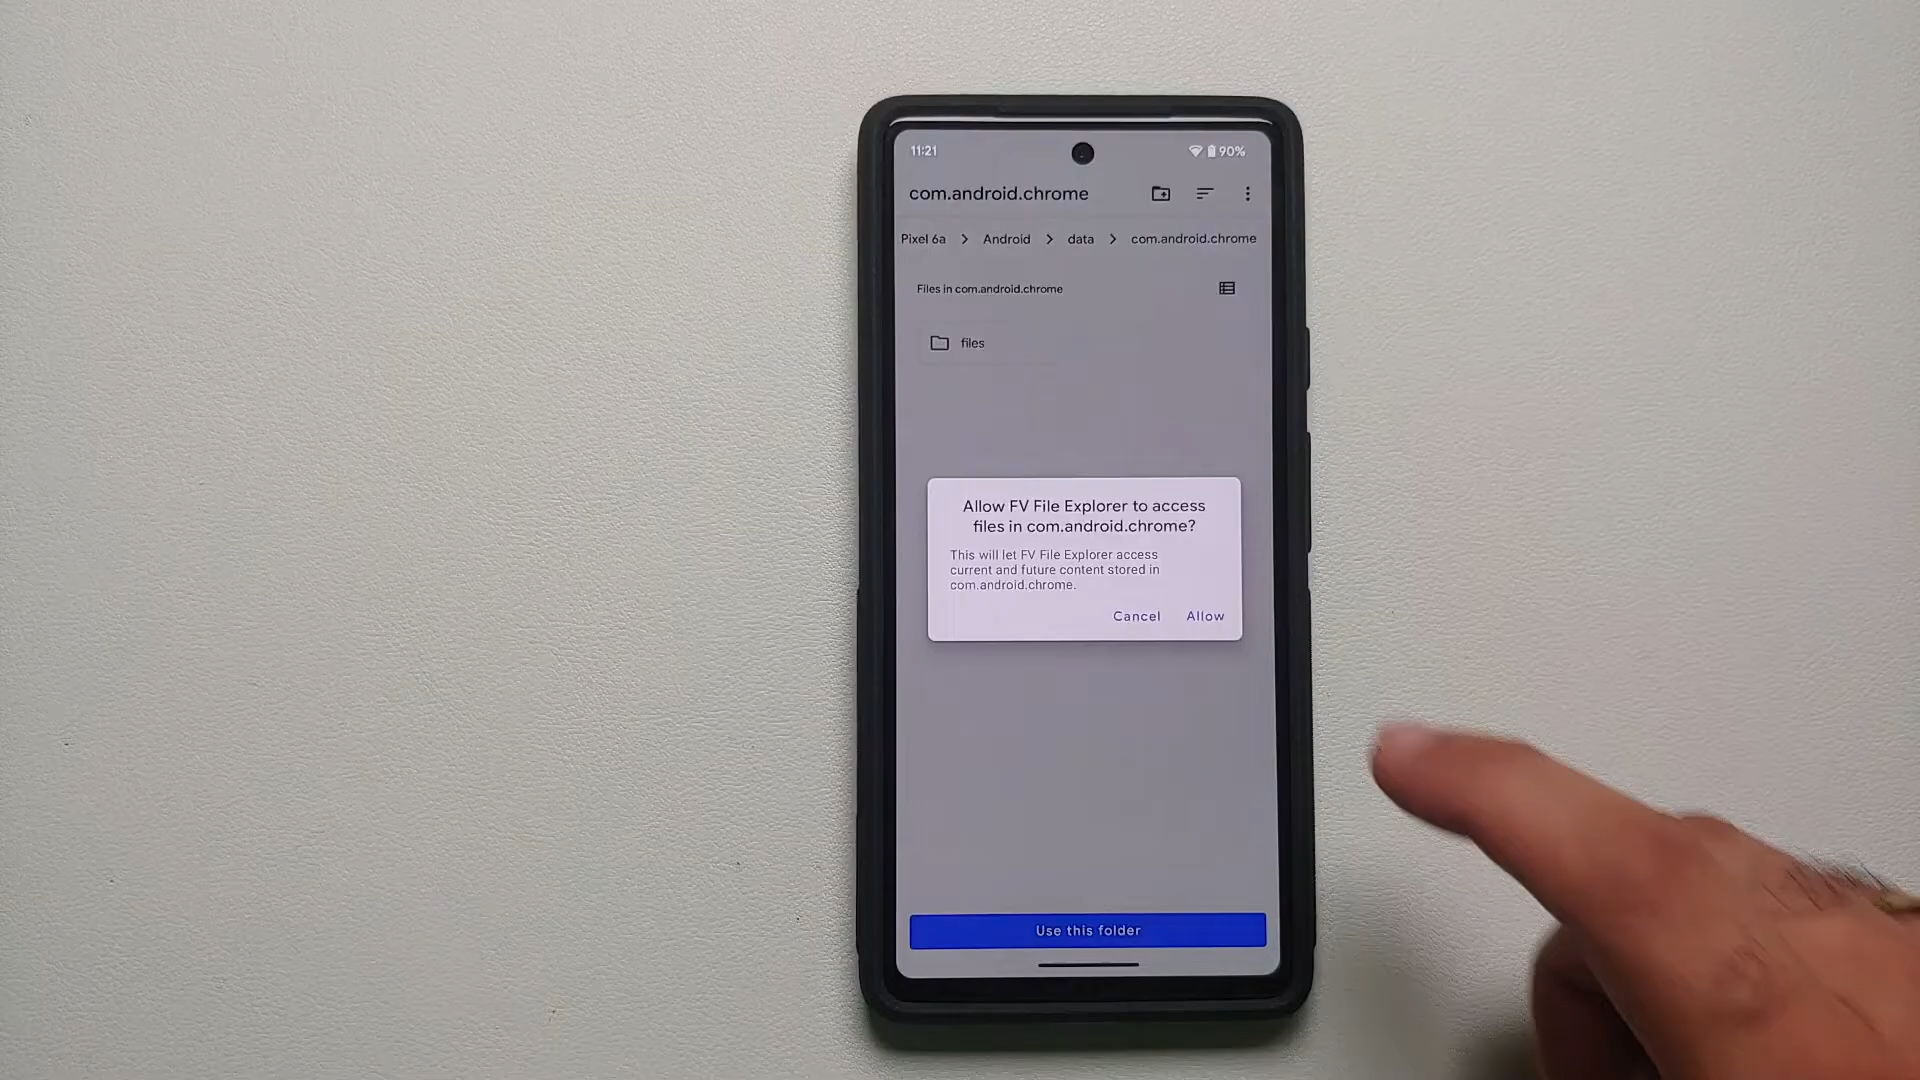 11:21
90%
com.android.chrome
Pixel 6a > Android > data > com.android.chrome
Files in com.android.chrome
files
Allow FV File Explorer to access
files in com.android.chrome?
This will let FV File Explorer access
current and future content stored in
com.android.chrome.
Cancel Allow
Use this folder